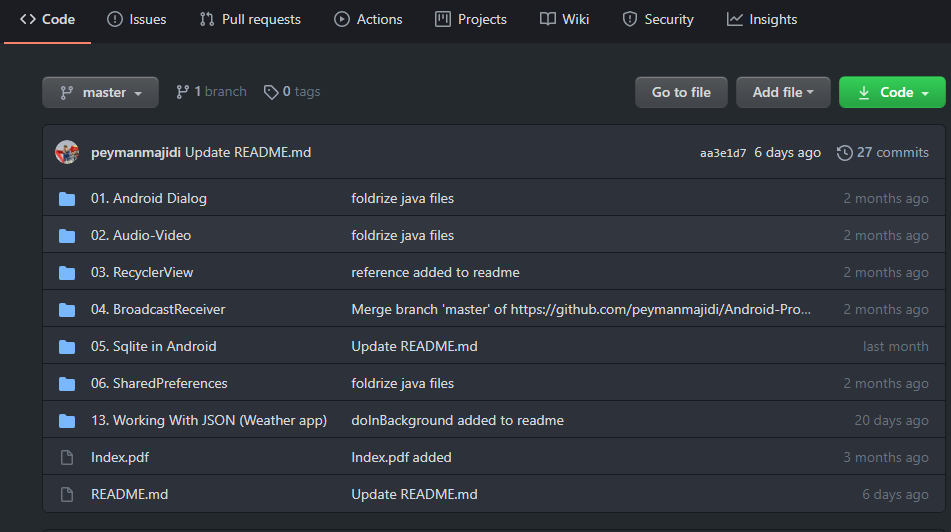 Code Issues Pull requests Actions Projects Wiki Security Insights
master 1 branch 0 tags Go to file Add file Code
peymanmajidi Update README.md aa3e1d7 6 days ago 27 commits
01. Android Dialog foldrize java files 2 months ago
02. Audio-Video foldrize java files 2 months ago
03. RecyclerView reference added to readme 2 months ago
04. BroadcastReceiver Merge branch 'master' of https://github.com/peymanmajidi/Android-Pro... 2 months ago
05. Sqlite in Android Update README.md last month
06. SharedPreferences foldrize java files 2 months ago
13. Working With JSON (Weather app) doInBackground added to readme 20 days ago
Index.pdf Index.pdf added 3 months ago
README.md Update README.md 6 days ago